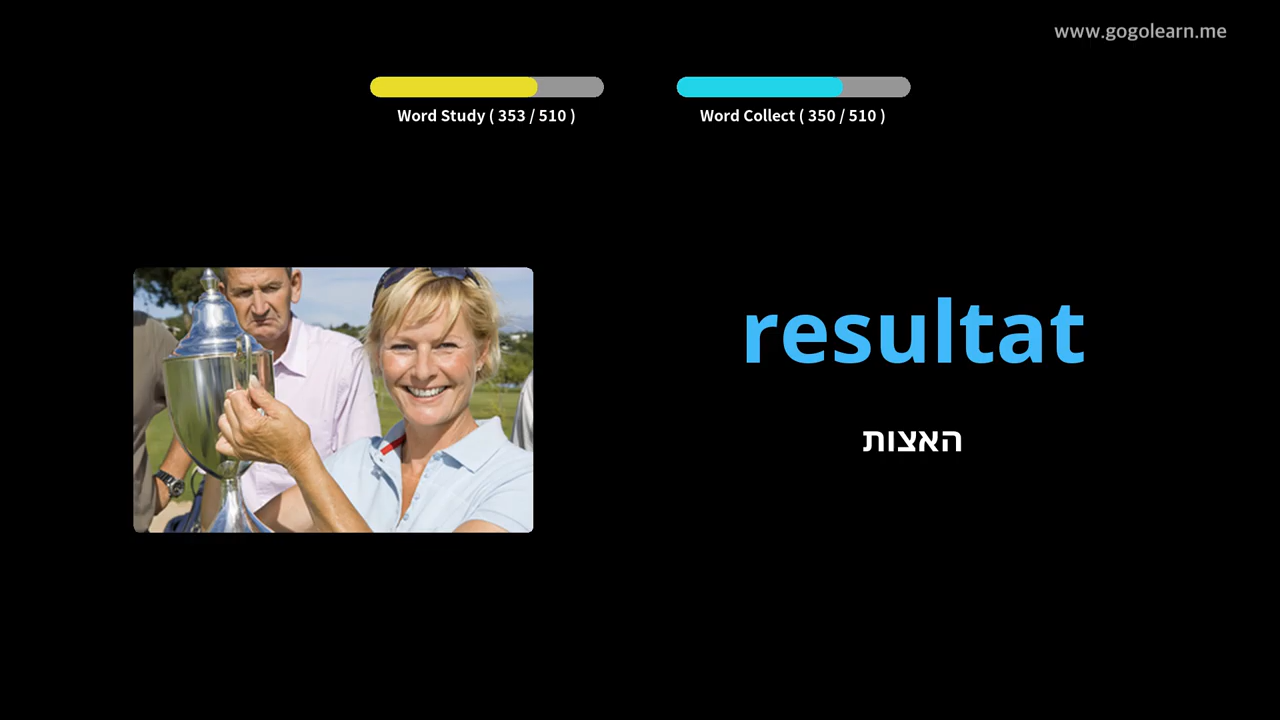 www.gogolearn.me
Word Study ( 353 / 510 )
Word Collect ( 350 / 510 )
resultat
האצות